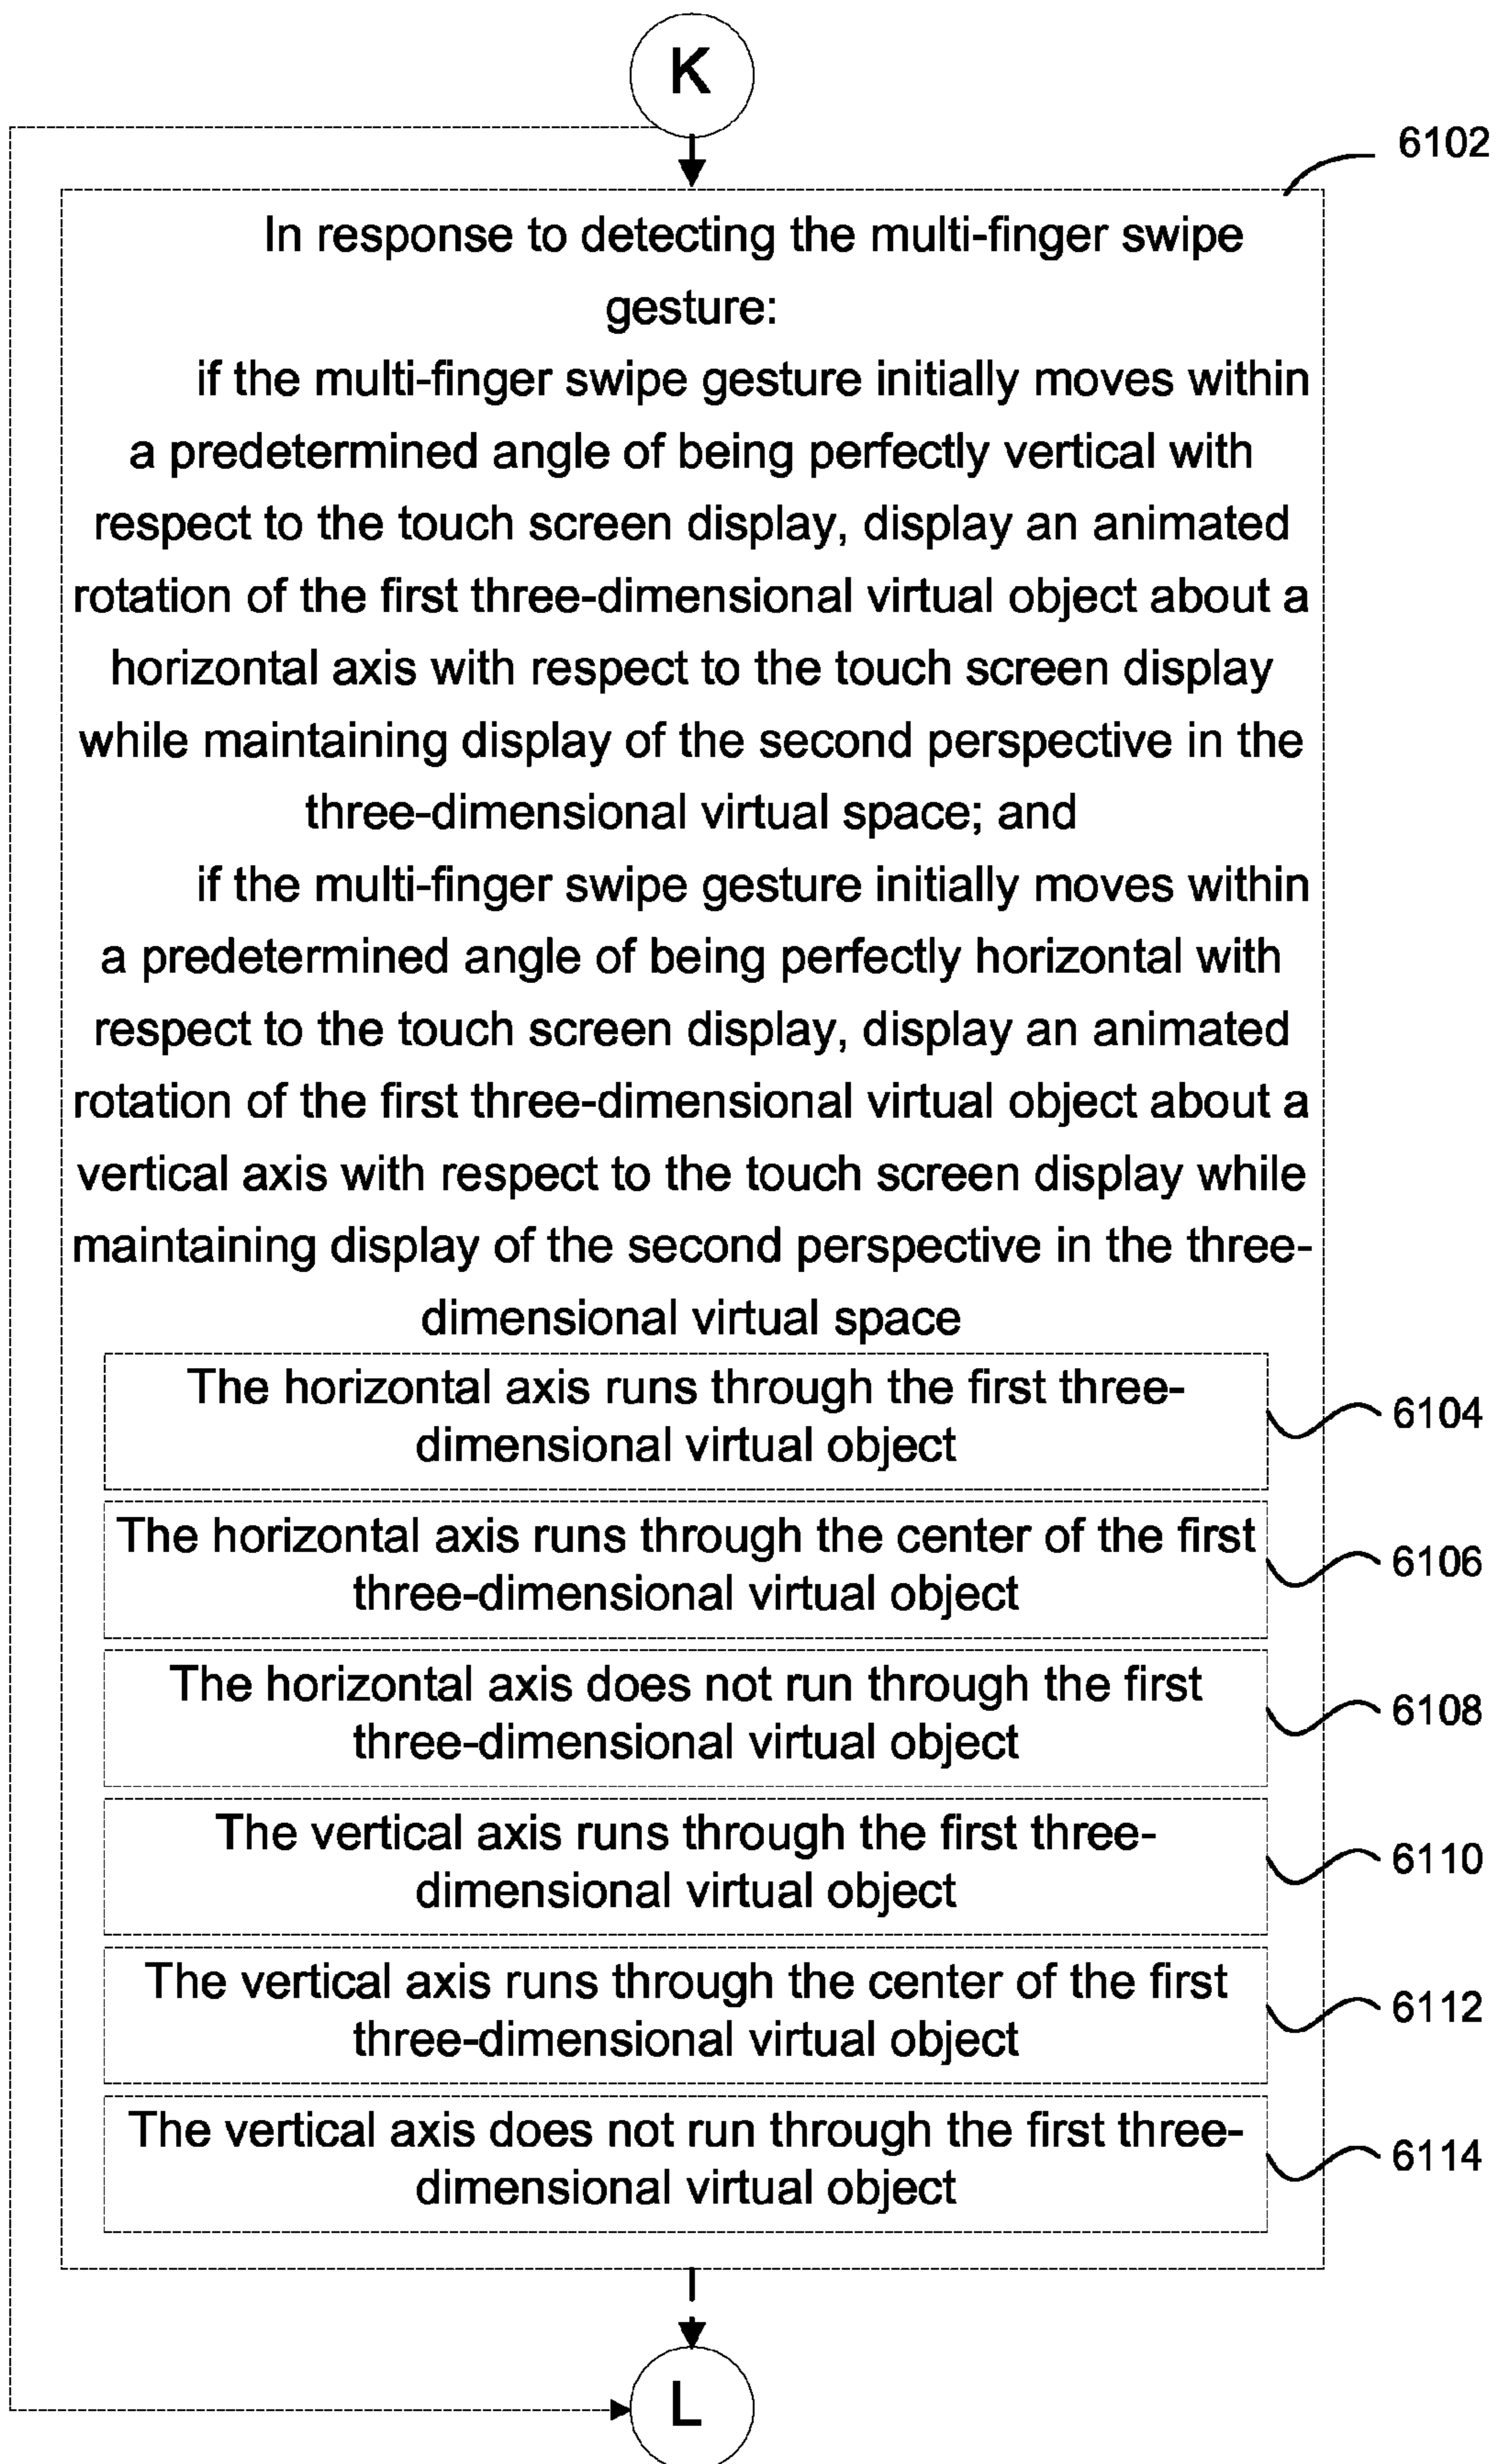 K
6102
In response to detecting the multi-finger swipe
gesture:
if the multi-finger swipe gesture initially moves within
a predetermined angle of being perfectly vertical with
respect to the touch screen display, display an animated
rotation of the first three-dimensional virtual object about a
horizontal axis with respect to the touch screen display
while maintaining display of the second perspective in the
three-dimensional virtual space; and
if the multi-finger swipe gesture initially moves within
a predetermined angle of being perfectly horizontal with
respect to the touch screen display, display an animated
rotation of the first three-dimensional virtual object about a
vertical axis with respect to the touch screen display while
maintaining display of the second perspective in the three-
dimensional virtual space
The horizontal axis runs through the first three-
dimensional virtual object
6104
The horizontal axis runs through the center of the first
three-dimensional virtual object
6106
The horizontal axis does not run through the first
three-dimensional virtual object
6108
The vertical axis runs through the first three-
dimensional virtual object
6110
The vertical axis runs through the center of the first
three-dimensional virtual object
6112
The vertical axis does not run through the first three-
dimensional virtual object
6114
L